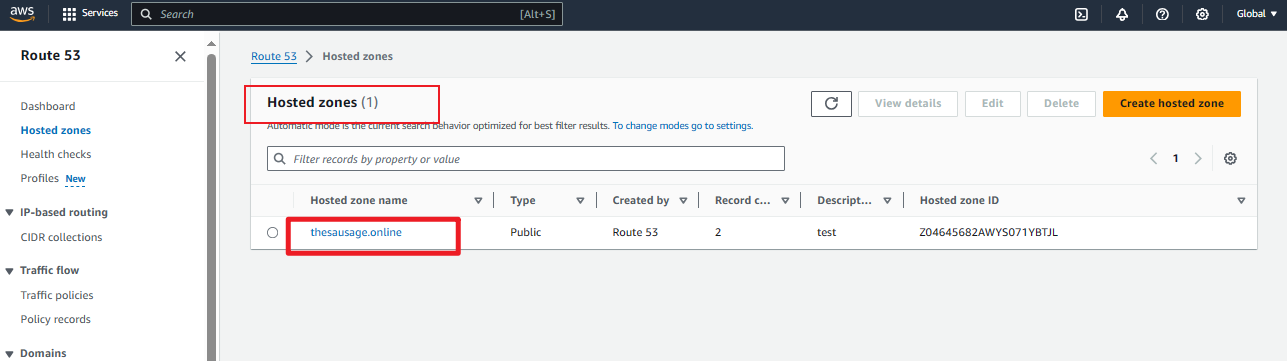 aws Services Search [Alt+S] Global
Route 53
Dashboard
Hosted zones
Health checks
Profiles New
IP-based routing
CIDR collections
Traffic flow
Traffic policies
Policy records
Domains
Route 53 > Hosted zones
Hosted zones (1)
View details Edit Delete Create hosted zone
Automatic mode is the current search behavior optimized for best filter results. To change modes go to settings.
Filter records by property or value
1
Hosted zone name Type Created by Record c... Descript... Hosted zone ID
thesausage.online Public Route 53 2 test Z04645682AWYS071YBTJL